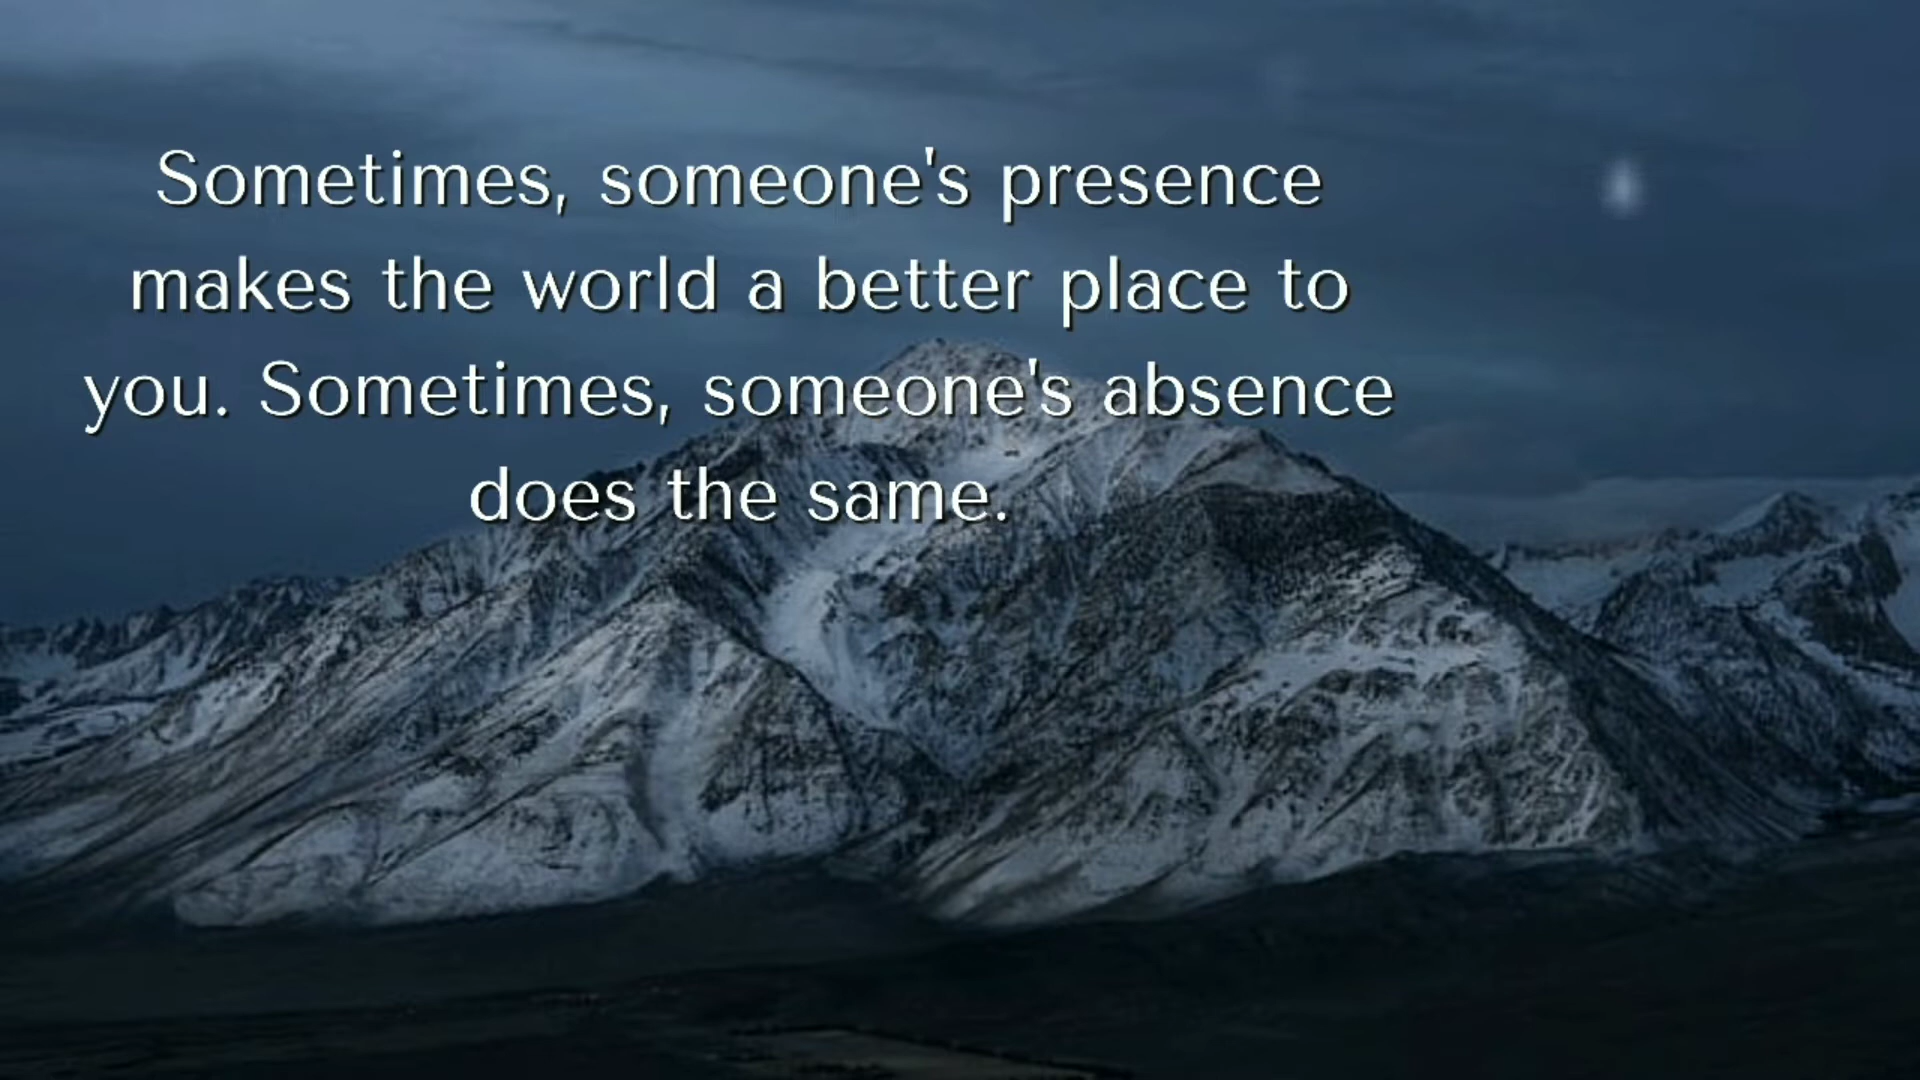 Sometimes, someone's presence
makes the world a better place to
you. Sometimes, someone's absence
does the same.